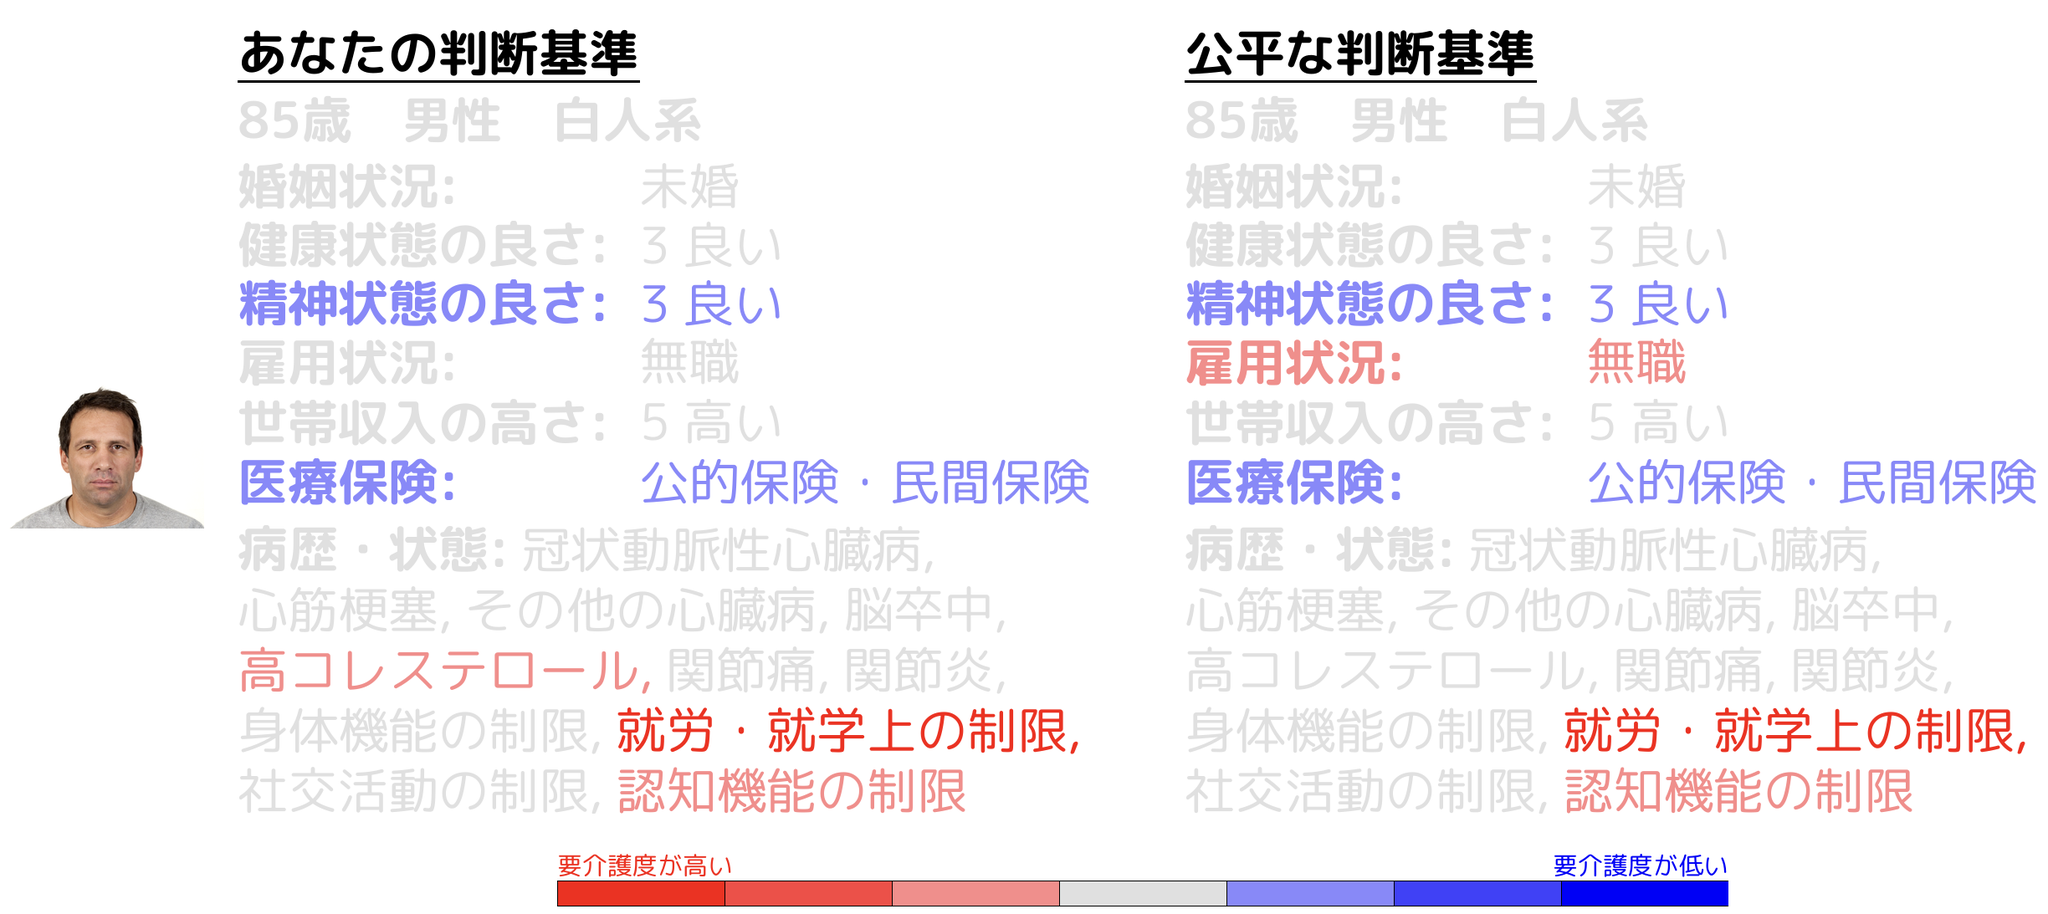 あなたの判断基準
85歳　男性　白人系
婚姻状況: 未婚
健康状態の良さ: 3 良い
精神状態の良さ: 3 良い
雇用状況: 無職
世帯収入の高さ: 5 高い
医療保険: 公的保険・民間保険
病歴・状態: 冠状動脈性心臓病,
心筋梗塞, その他の心臓病, 脳卒中,
高コレステロール, 関節痛, 関節炎,
身体機能の制限, 就労・就学上の制限,
社交活動の制限, 認知機能の制限
公平な判断基準
85歳　男性　白人系
婚姻状況: 未婚
健康状態の良さ: 3 良い
精神状態の良さ: 3 良い
雇用状況: 無職
世帯収入の高さ: 5 高い
医療保険: 公的保険・民間保険
病歴・状態: 冠状動脈性心臓病,
心筋梗塞, その他の心臓病, 脳卒中,
高コレステロール, 関節痛, 関節炎,
身体機能の制限, 就労・就学上の制限,
社交活動の制限, 認知機能の制限
要介護度が高い
要介護度が低い